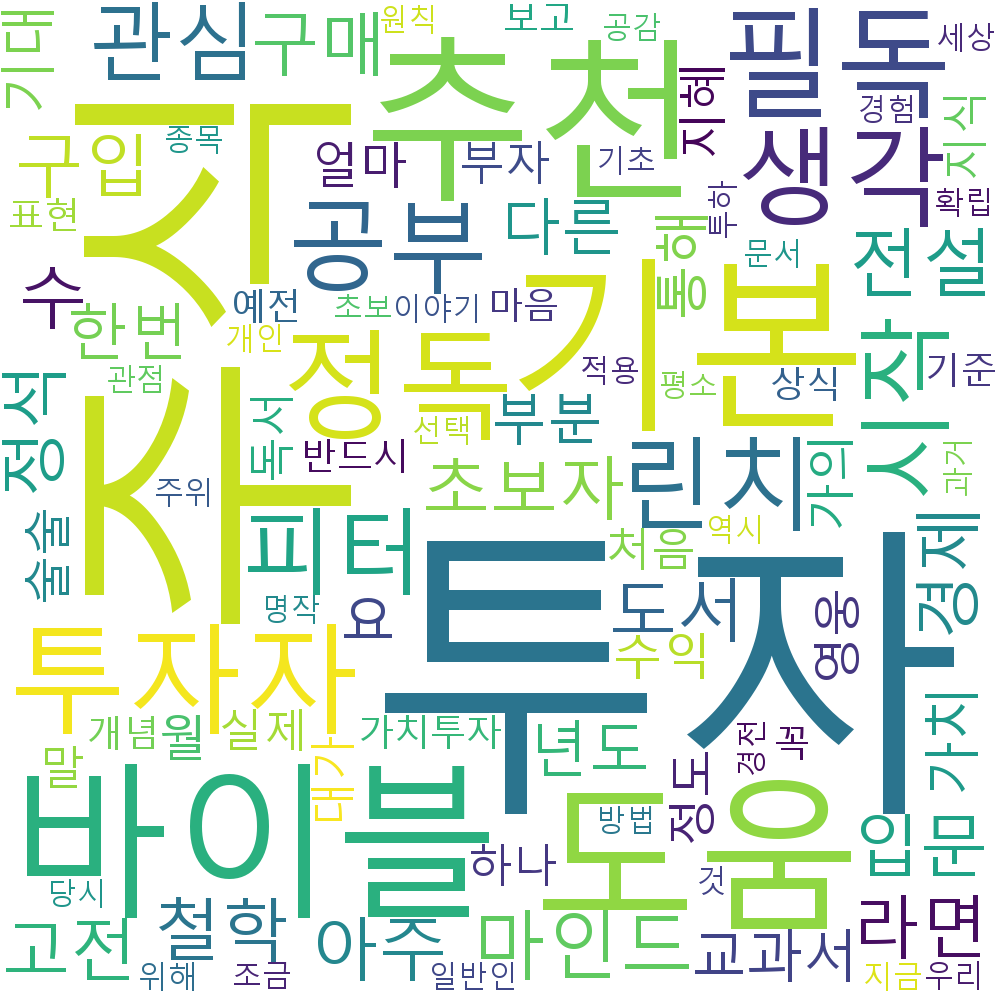 기대
관심
구매
원칙
보고
공감
필독
세상
주식
추천
지혜
경험
지식
구입
종목
얼마
부자
기초
생각
확립
표현
공부
다른
통해
투하
문서
전설
수
한번
예전
초보
이야기
마음
기본
개인
정독
적용
평소
상식
시작
기준
관점
정석
독서
선택
부분
반드시
린치
가의
과거
주위
초보자
술술
피터
처음
역시
경제
명작
요
투자
도서
영웅
투자자
수익
가치
말
개념
월
실제
대가
가치투자
년도
경전
꼭
정도
바이블
도움
방법
입문
하나
것
당시
고전
철학
아주
마인드
교과서
라면
위해
조금
일반인
지금
우리